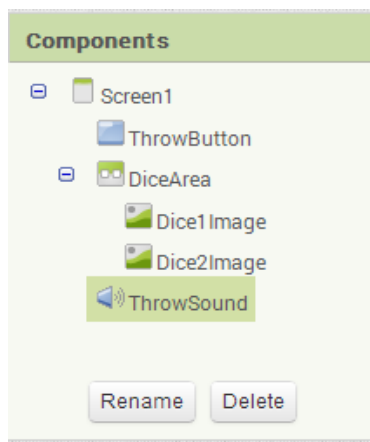 Components
Screen1
ThrowButton
DiceArea
Dice1Image
Dice2Image
ThrowSound
Rename Delete